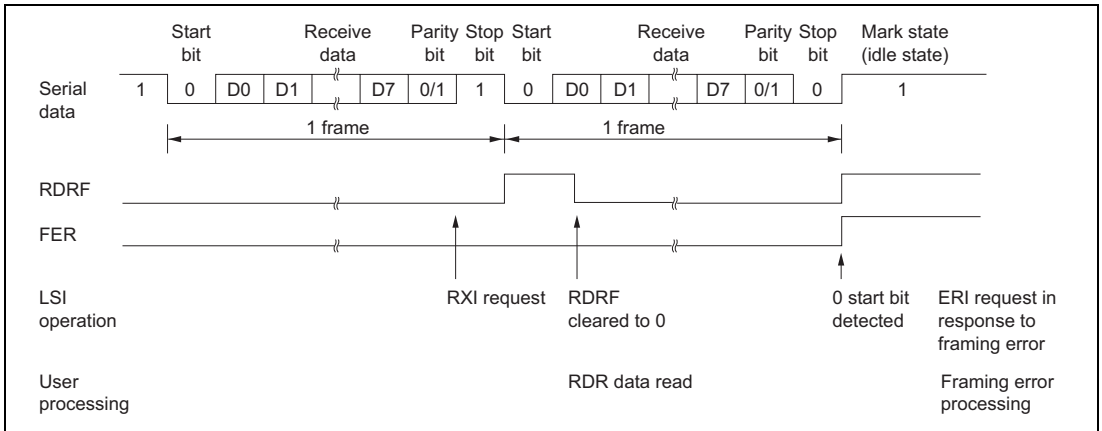 Start Receive Parity Stop Start Receive Parity Stop Mark state
bit data bit bit bit data bit bit (idle state)
Serial 1 0 D0 D1 D7 0/1 1 0 D0 D1 D7 0/1 0 1
data
1 frame 1 frame
RDRF
FER
LSI RXI request RDRF 0 start bit ERI request in
operation cleared to 0 detected response to
framing error
User RDR data read Framing error
processing processing